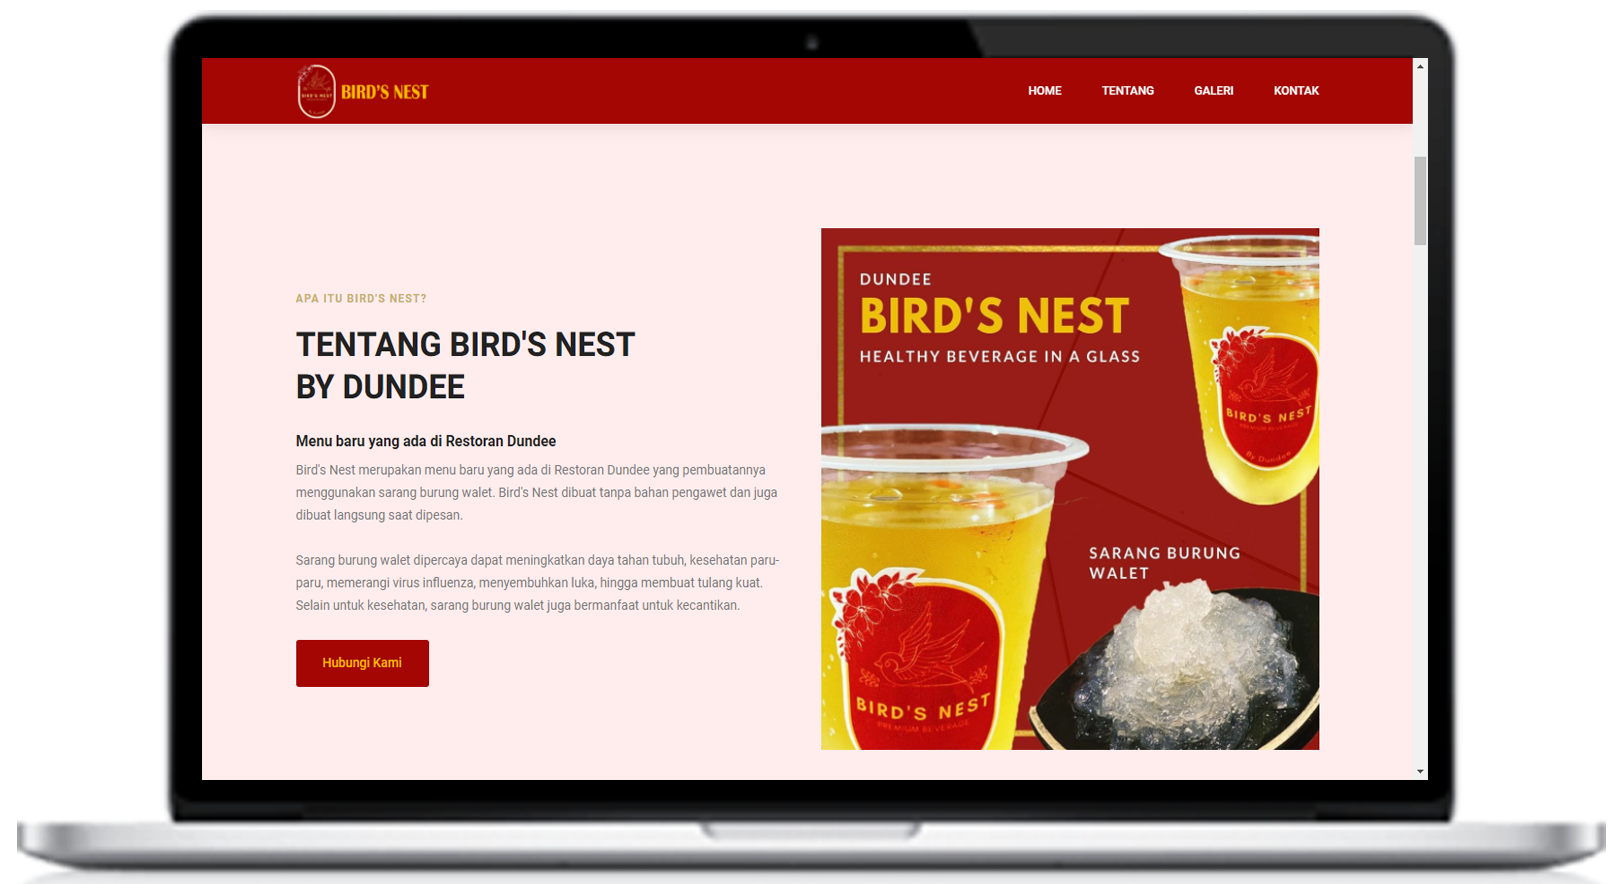 BIRD'S NEST
BIRD'S NEST
HOME
TENTANG
GALERI
KONTAK
APA ITU BIRD'S NEST?
TENTANG BIRD'S NEST
BY DUNDEE
Menu baru yang ada di Restoran Dundee
Bird's Nest merupakan menu baru yang ada di Restoran Dundee yang pembuatannya
menggunakan sarang burung walet. Bird's Nest dibuat tanpa bahan pengawet dan juga
dibuat langsung saat dipesan.
Sarang burung walet dipercaya dapat meningkatkan daya tahan tubuh, kesehatan paru-
paru, memerangi virus influenza, menyembuhkan luka, hingga membuat tulang kuat.
Selain untuk kesehatan, sarang burung walet juga bermanfaat untuk kecantikan.
Hubungi Kami
DUNDEE
BIRD'S NEST
HEALTHY BEVERAGE IN A GLASS
BIRD'S NEST
PREMIUM BEVERAGE
By Dundee
SARANG BURUNG
WALET
BIRD'S NEST
PREMIUM BEVERAGE